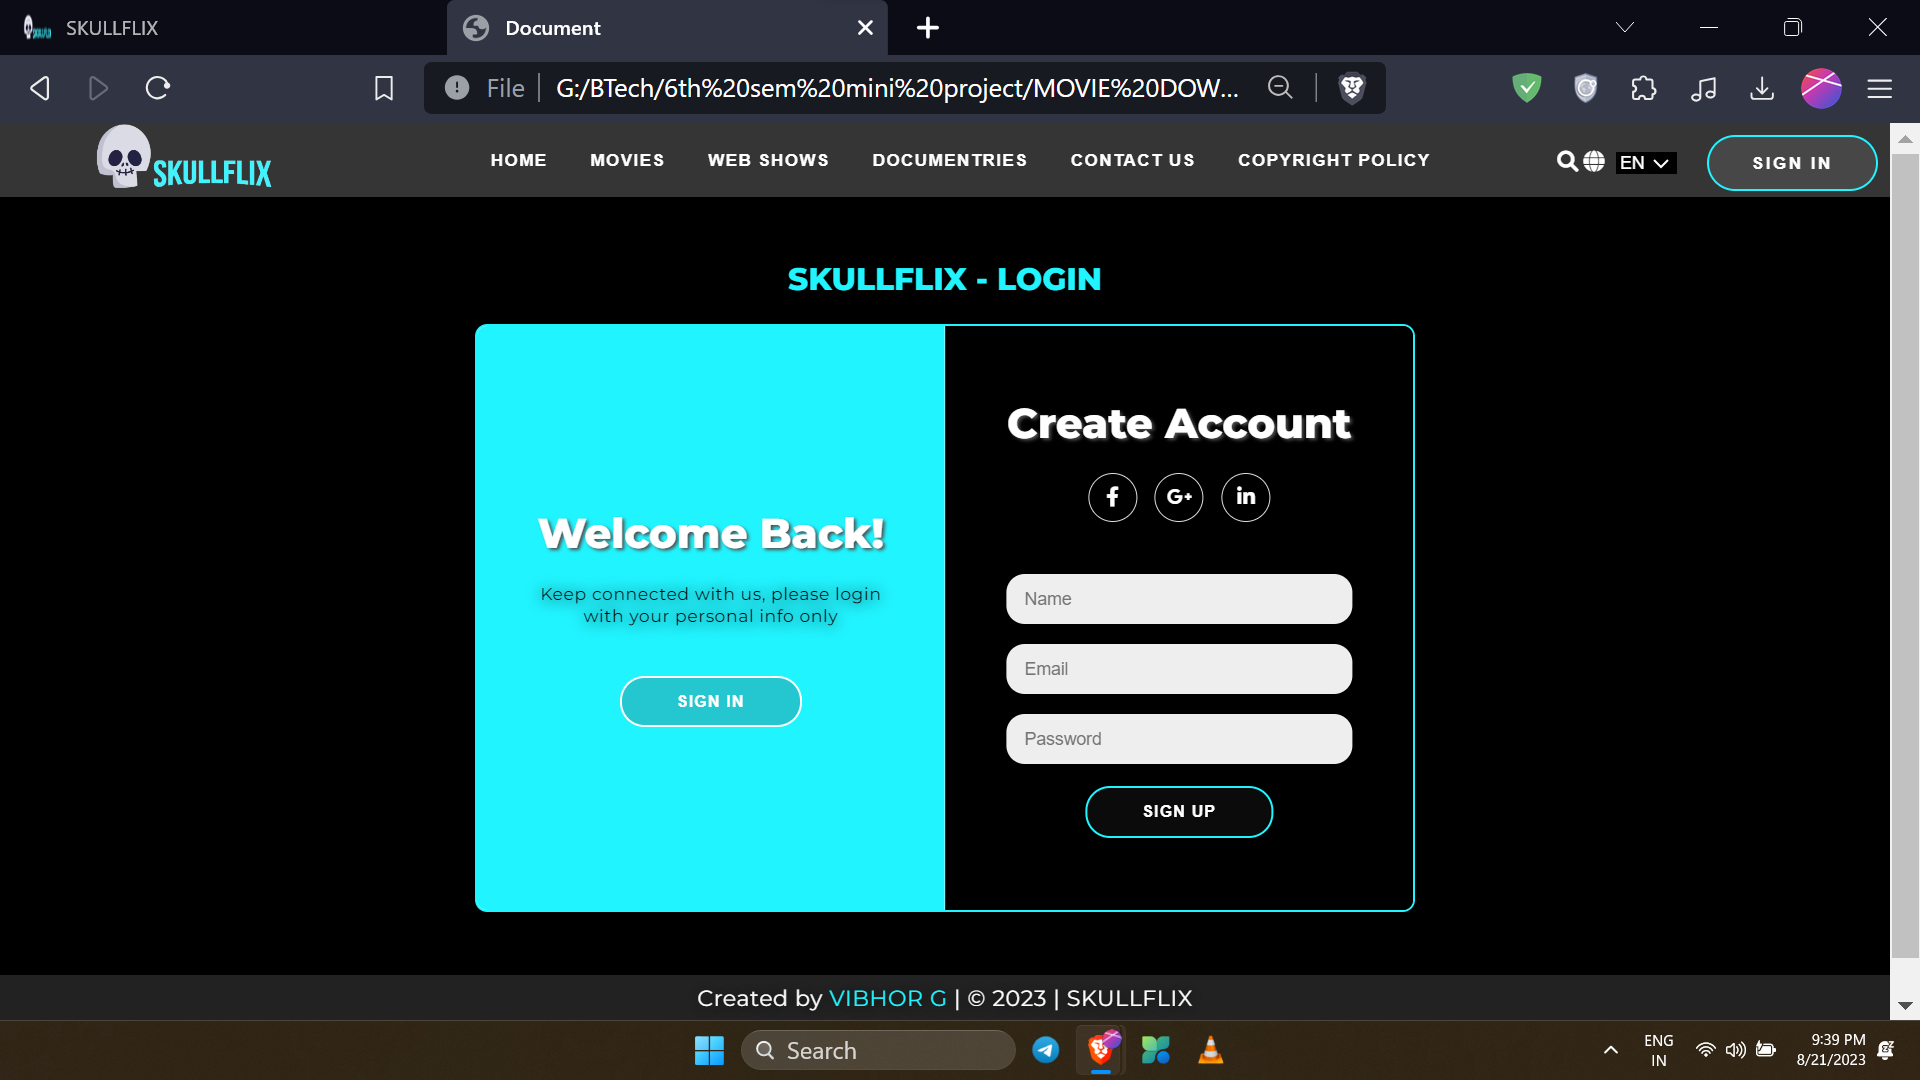 SKULLFLIX
Document
File
G:/BTech/6th%20sem%20mini%20project/MOVIE%20DOW...
SKULLFLIX
HOME
MOVIES
WEB SHOWS
DOCUMENTRIES
CONTACT US
COPYRIGHT POLICY
EN
SIGN IN
SKULLFLIX - LOGIN
Welcome Back!
Keep connected with us, please login
with your personal info only
SIGN IN
Create Account
f
G+
in
Name
Email
Password
SIGN UP
Created by VIBHOR G | © 2023 | SKULLFLIX
Search
ENG
IN
9:39 PM
8/21/2023